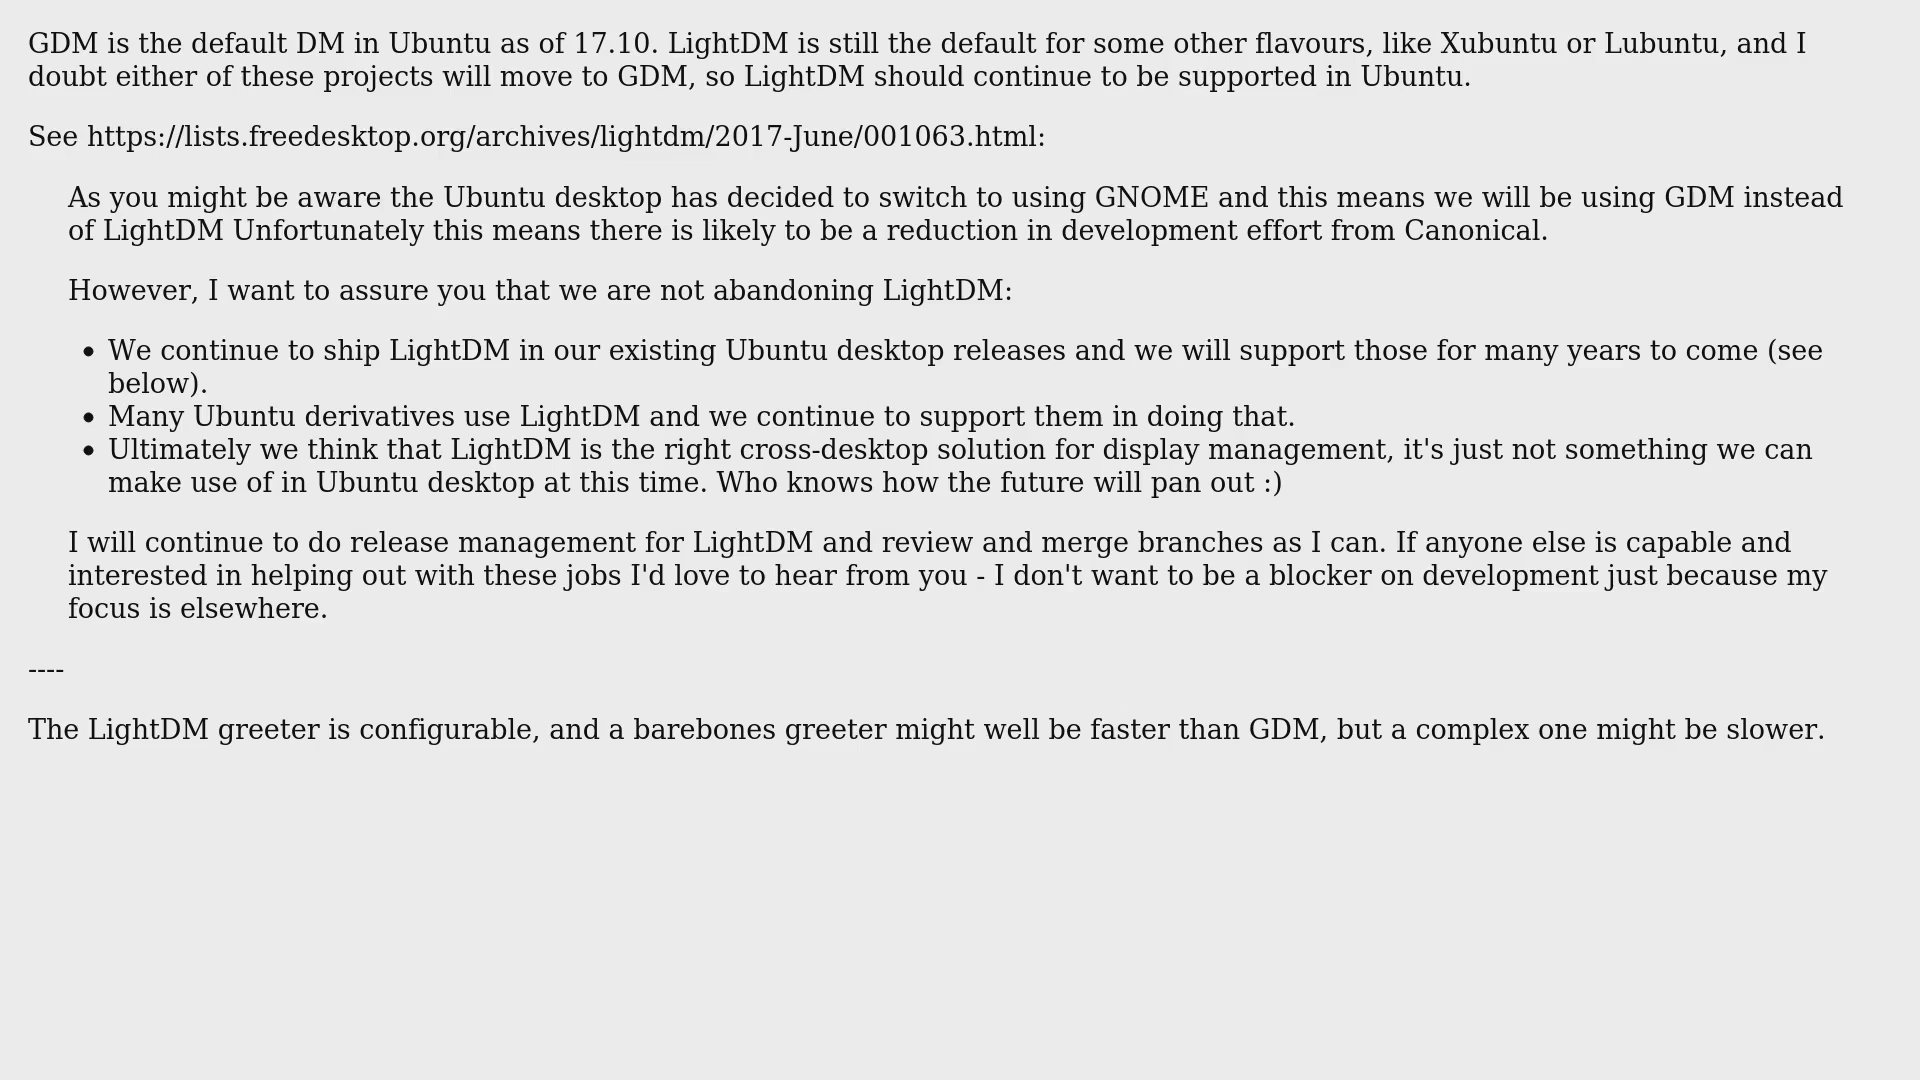 GDM is the default DM in Ubuntu as of 17.10. LightDM is still the default for some other flavours, like Xubuntu or Lubuntu, and I
doubt either of these projects will move to GDM, so LightDM should continue to be supported in Ubuntu.
See https://lists.freedesktop.org/archives/lightdm/2017-June/001063.html:
As you might be aware the Ubuntu desktop has decided to switch to using GNOME and this means we will be using GDM instead
of LightDM Unfortunately this means there is likely to be a reduction in development effort from Canonical.
However, I want to assure you that we are not abandoning LightDM:
• We continue to ship LightDM in our existing Ubuntu desktop releases and we will support those for many years to come (see
below).
• Many Ubuntu derivatives use LightDM and we continue to support them in doing that.
• Ultimately we think that LightDM is the right cross-desktop solution for display management, it's just not something we can
make use of in Ubuntu desktop at this time. Who knows how the future will pan out :)
I will continue to do release management for LightDM and review and merge branches as I can. If anyone else is capable and
interested in helping out with these jobs I'd love to hear from you - I don't want to be a blocker on development just because my
focus is elsewhere.
----
The LightDM greeter is configurable, and a barebones greeter might well be faster than GDM, but a complex one might be slower.